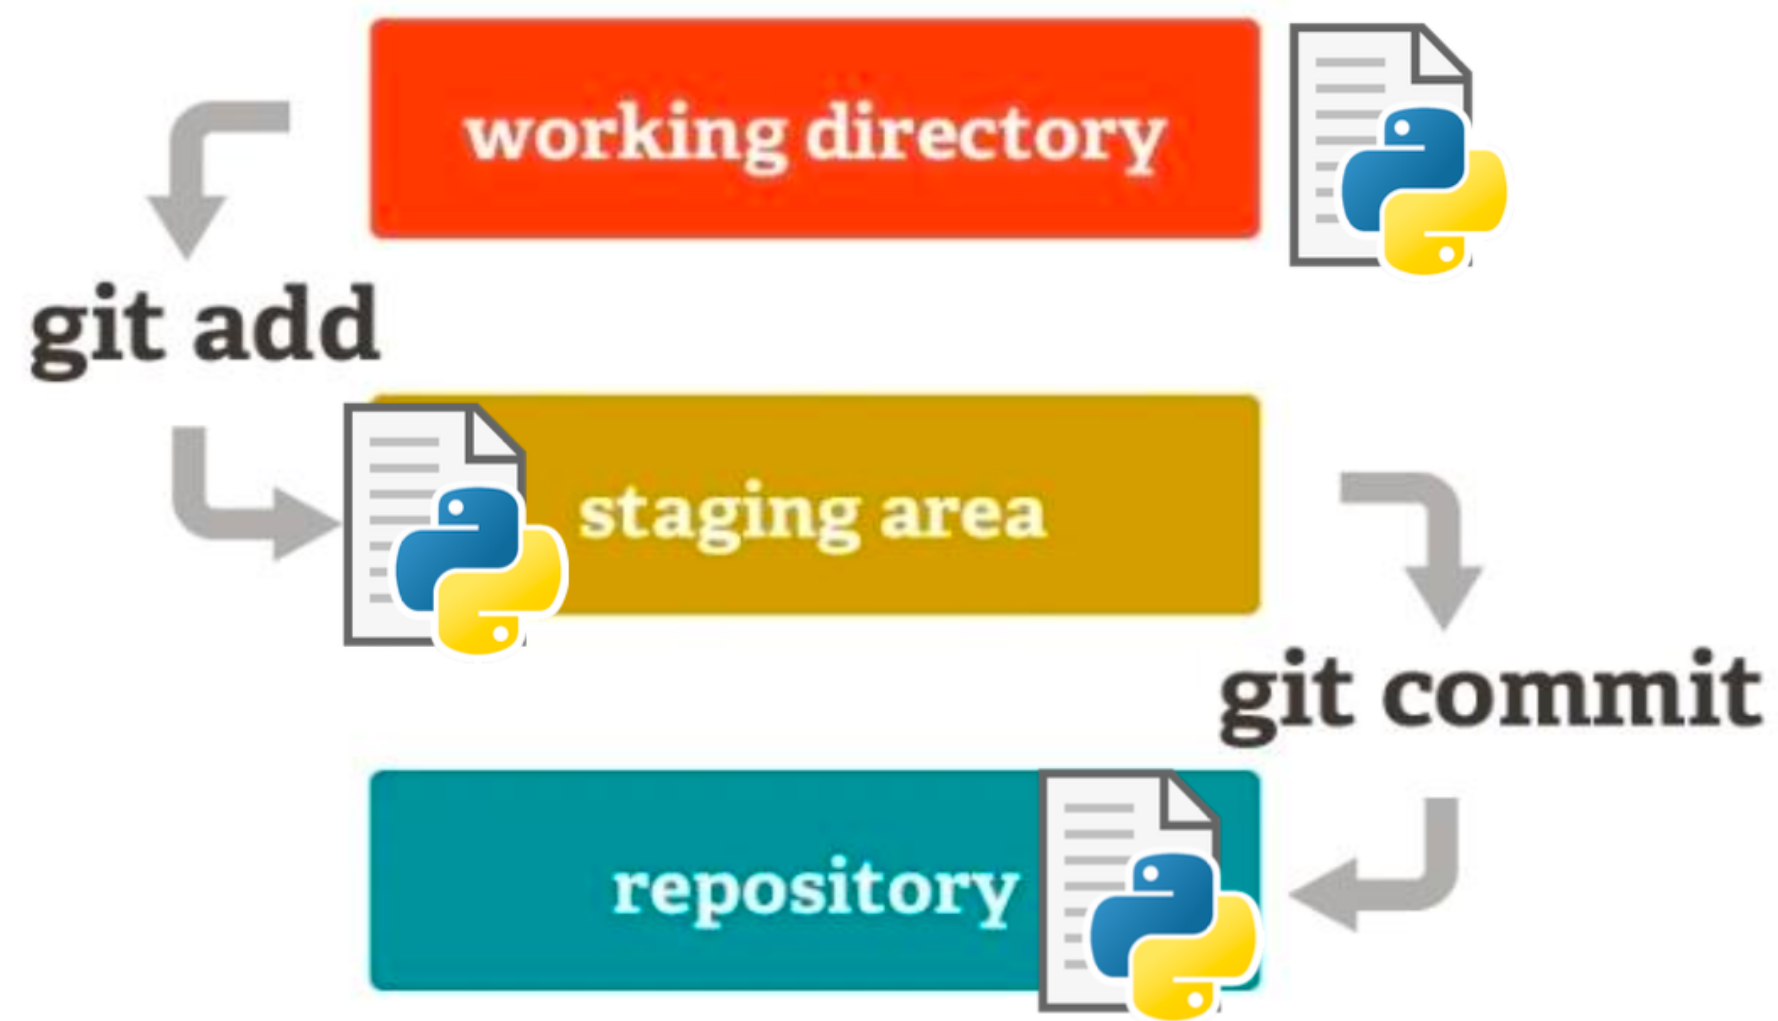 working directory
git add
staging area
git commit
repository